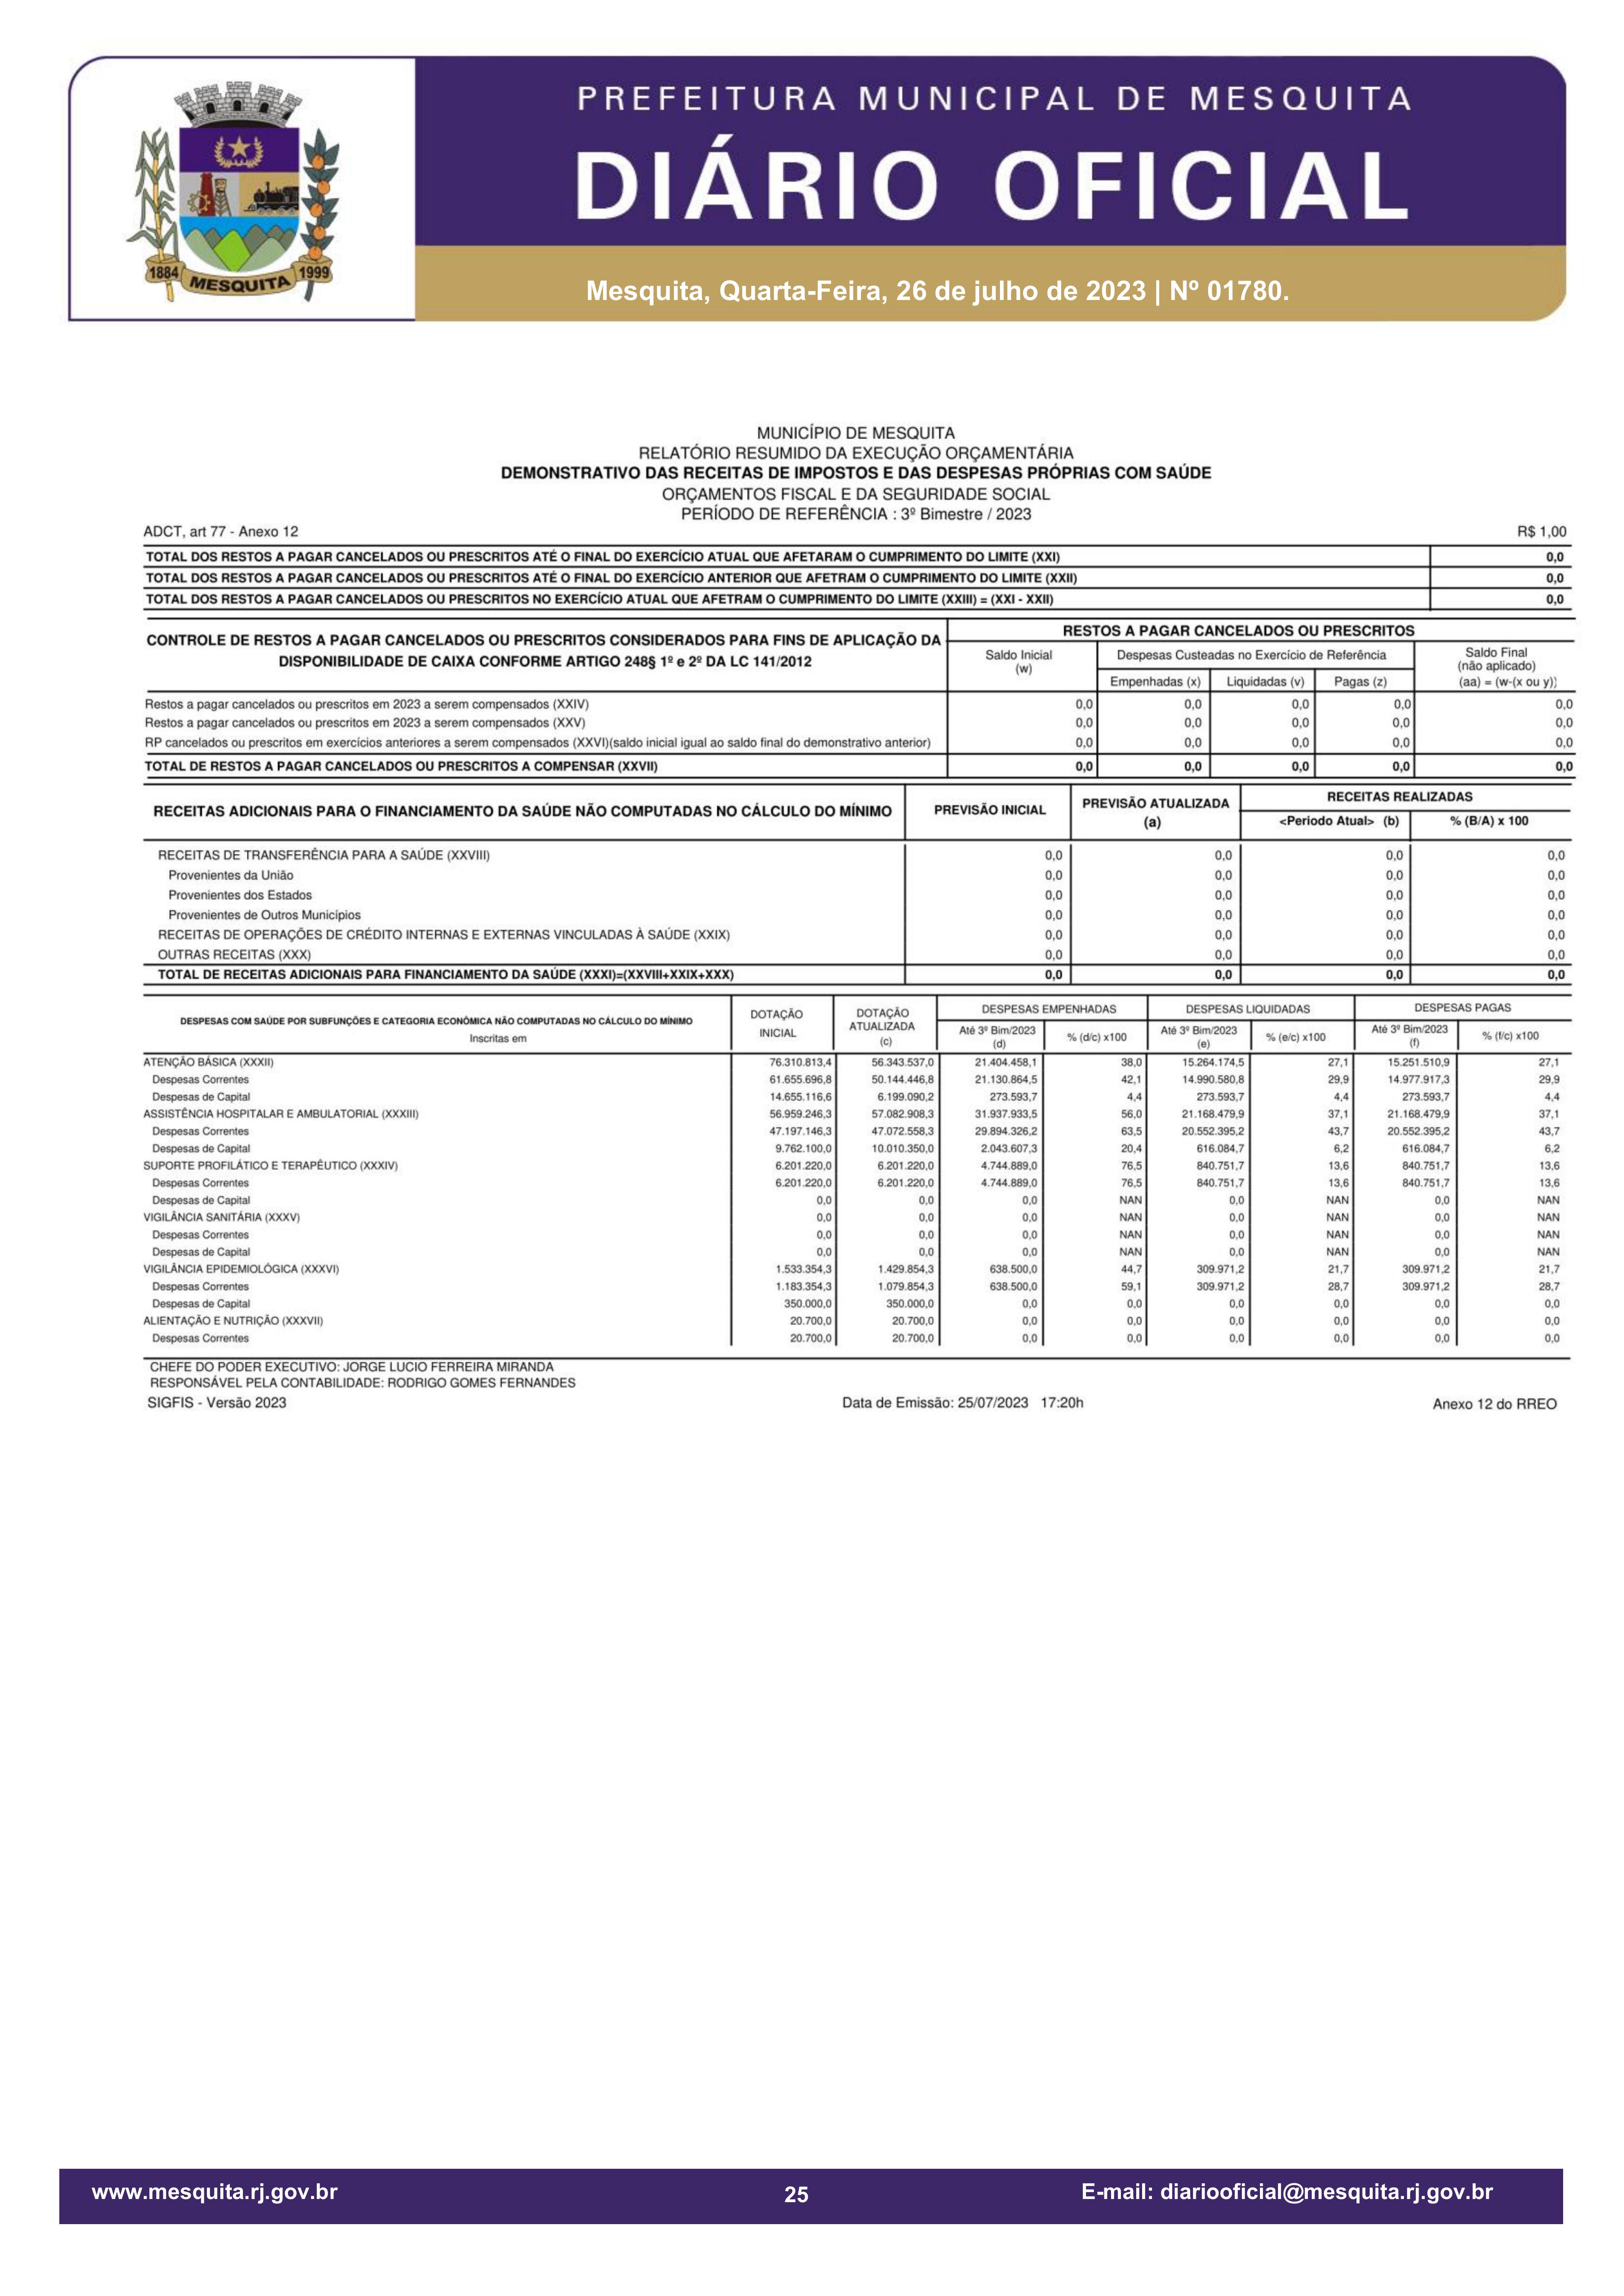 PREFEITURA MUNICIPAL DE MESQUITA
DIÁRIO OFICIAL
1884 MESQUITA 1999
Mesquita, Quarta-Feira, 26 de julho de 2023 | Nº 01780.
MUNICÍPIO DE MESQUITA
RELATÓRIO RESUMIDO DA EXECUÇÃO ORÇAMENTÁRIA
DEMONSTRATIVO DAS RECEITAS DE IMPOSTOS E DAS DESPESAS PRÓPRIAS COM SAÚDE
ORÇAMENTOS FISCAL E DA SEGURIDADE SOCIAL
PERÍODO DE REFERÊNCIA : 3º Bimestre / 2023
ADCT, art 77 - Anexo 12 R$ 1,00
TOTAL DOS RESTOS A PAGAR CANCELADOS OU PRESCRITOS ATÉ O FINAL DO EXERCÍCIO ATUAL QUE AFETARAM O CUMPRIMENTO DO LIMITE (XXI) 0,0
TOTAL DOS RESTOS A PAGAR CANCELADOS OU PRESCRITOS ATÉ O FINAL DO EXERCÍCIO ANTERIOR QUE AFETRAM O CUMPRIMENTO DO LIMITE (XXII) 0,0
TOTAL DOS RESTOS A PAGAR CANCELADOS OU PRESCRITOS NO EXERCÍCIO ATUAL QUE AFETRAM O CUMPRIMENTO DO LIMITE (XXIII) = (XXI - XXII) 0,0
CONTROLE DE RESTOS A PAGAR CANCELADOS OU PRESCRITOS CONSIDERADOS PARA FINS DE APLICAÇÃO DA
DISPONIBILIDADE DE CAIXA CONFORME ARTIGO 248§ 1º e 2º DA LC 141/2012
RESTOS A PAGAR CANCELADOS OU PRESCRITOS
Saldo Inicial
(w)
Despesas Custeadas no Exercício de Referência
Empenhadas (x) Liquidadas (v) Pagas (z)
Saldo Final
(não aplicado)
(aa) = (w-(x ou y))
Restos a pagar cancelados ou prescritos em 2023 a serem compensados (XXIV) 0,0 0,0 0,0 0,0 0,0
Restos a pagar cancelados ou prescritos em 2023 a serem compensados (XXV) 0,0 0,0 0,0 0,0 0,0
RP cancelados ou prescritos em exercícios anteriores a serem compensados (XXVI)(saldo inicial igual ao saldo final do demonstrativo anterior) 0,0 0,0 0,0 0,0 0,0
TOTAL DE RESTOS A PAGAR CANCELADOS OU PRESCRITOS A COMPENSAR (XXVII) 0,0 0,0 0,0 0,0 0,0
RECEITAS ADICIONAIS PARA O FINANCIAMENTO DA SAÚDE NÃO COMPUTADAS NO CÁLCULO DO MÍNIMO
PREVISÃO INICIAL
PREVISÃO ATUALIZADA
(a)
RECEITAS REALIZADAS
<Periodo Atual> (b) % (B/A) x 100
RECEITAS DE TRANSFERÊNCIA PARA A SAÚDE (XXVIII) 0,0 0,0 0,0 0,0
Provenientes da União 0,0 0,0 0,0 0,0
Provenientes dos Estados 0,0 0,0 0,0 0,0
Provenientes de Outros Municípios 0,0 0,0 0,0 0,0
RECEITAS DE OPERAÇÕES DE CRÉDITO INTERNAS E EXTERNAS VINCULADAS À SAÚDE (XXIX) 0,0 0,0 0,0 0,0
OUTRAS RECEITAS (XXX) 0,0 0,0 0,0 0,0
TOTAL DE RECEITAS ADICIONAIS PARA FINANCIAMENTO DA SAÚDE (XXXI)=(XXVIII+XXIX+XXX) 0,0 0,0 0,0 0,0
DESPESAS COM SAÚDE POR SUBFUNÇÕES E CATEGORIA ECONÔMICA NÃO COMPUTADAS NO CÁLCULO DO MÍNIMO
Inscritas em
DOTAÇÃO
INICIAL
DOTAÇÃO
ATUALIZADA
(c)
DESPESAS EMPENHADAS DESPESAS LIQUIDADAS DESPESAS PAGAS
Até 3º Bim/2023
(d)
% (d/c) x100
Até 3º Bim/2023
(e)
% (e/c) x100
Até 3º Bim/2023
(f)
% (f/c) x100
ATENÇÃO BÁSICA (XXXII) 76.310.813,4 56.343.537,0 21.404.458,1 38,0 15.264.174,5 27,1 15.251.510,9 27,1
Despesas Correntes 61.655.696,8 50.144.446,8 21.130.864,5 42,1 14.990.580,8 29,9 14.977.917,3 29,9
Despesas de Capital 14.655.116,6 6.199.090,2 273.593,7 4,4 273.593,7 4,4 273.593,7 4,4
ASSISTÊNCIA HOSPITALAR E AMBULATORIAL (XXXIII) 56.959.246,3 57.082.908,3 31.937.933,5 56,0 21.168.479,9 37,1 21.168.479,9 37,1
Despesas Correntes 47.197.146,3 47.072.558,3 29.894.326,2 63,5 20.552.395,2 43,7 20.552.395,2 43,7
Despesas de Capital 9.762.100,0 10.010.350,0 2.043.607,3 20,4 616.084,7 6,2 616.084,7 6,2
SUPORTE PROFILÁTICO E TERAPÊUTICO (XXXIV) 6.201.220,0 6.201.220,0 4.744.889,0 76,5 840.751,7 13,6 840.751,7 13,6
Despesas Correntes 6.201.220,0 6.201.220,0 4.744.889,0 76,5 840.751,7 13,6 840.751,7 13,6
Despesas de Capital 0,0 0,0 0,0 NAN 0,0 NAN 0,0 NAN
VIGILÂNCIA SANITÁRIA (XXXV) 0,0 0,0 0,0 NAN 0,0 NAN 0,0 NAN
Despesas Correntes 0,0 0,0 0,0 NAN 0,0 NAN 0,0 NAN
Despesas de Capital 0,0 0,0 0,0 NAN 0,0 NAN 0,0 NAN
VIGILÂNCIA EPIDEMIOLÓGICA (XXXVI) 1.533.354,3 1.429.854,3 638.500,0 44,7 309.971,2 21,7 309.971,2 21,7
Despesas Correntes 1.183.354,3 1.079.854,3 638.500,0 59,1 309.971,2 28,7 309.971,2 28,7
Despesas de Capital 350.000,0 350.000,0 0,0 0,0 0,0 0,0 0,0 0,0
ALIENTAÇÃO E NUTRIÇÃO (XXXVII) 20.700,0 20.700,0 0,0 0,0 0,0 0,0 0,0 0,0
Despesas Correntes 20.700,0 20.700,0 0,0 0,0 0,0 0,0 0,0 0,0
CHEFE DO PODER EXECUTIVO: JORGE LUCIO FERREIRA MIRANDA
RESPONSÁVEL PELA CONTABILIDADE: RODRIGO GOMES FERNANDES
SIGFIS - Versão 2023 Data de Emissão: 25/07/2023 17:20h Anexo 12 do RREO
www.mesquita.rj.gov.br 25 E-mail: diariooficial@mesquita.rj.gov.br